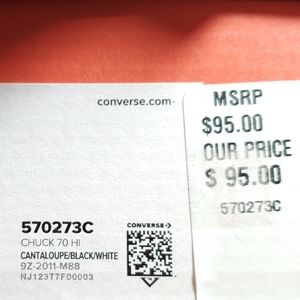 converse.com
570273C
CHUCK 70 HI
CANTALOUPE/BLACK/WHITE
9Z-2011-M88
NJ123T7F00003
CONVERSE
MSRP
$95.00
OUR PRICE
$ 95.00
570273C